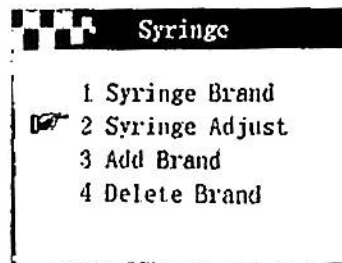 Syringe
1 Syringe Brand
2 Syringe Adjust
3 Add Brand
4 Delete Brand